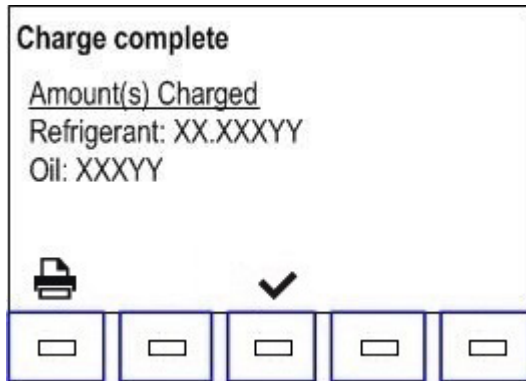 Charge complete
Amount(s) Charged
Refrigerant: XX.XXXYY
Oil: XXXYY